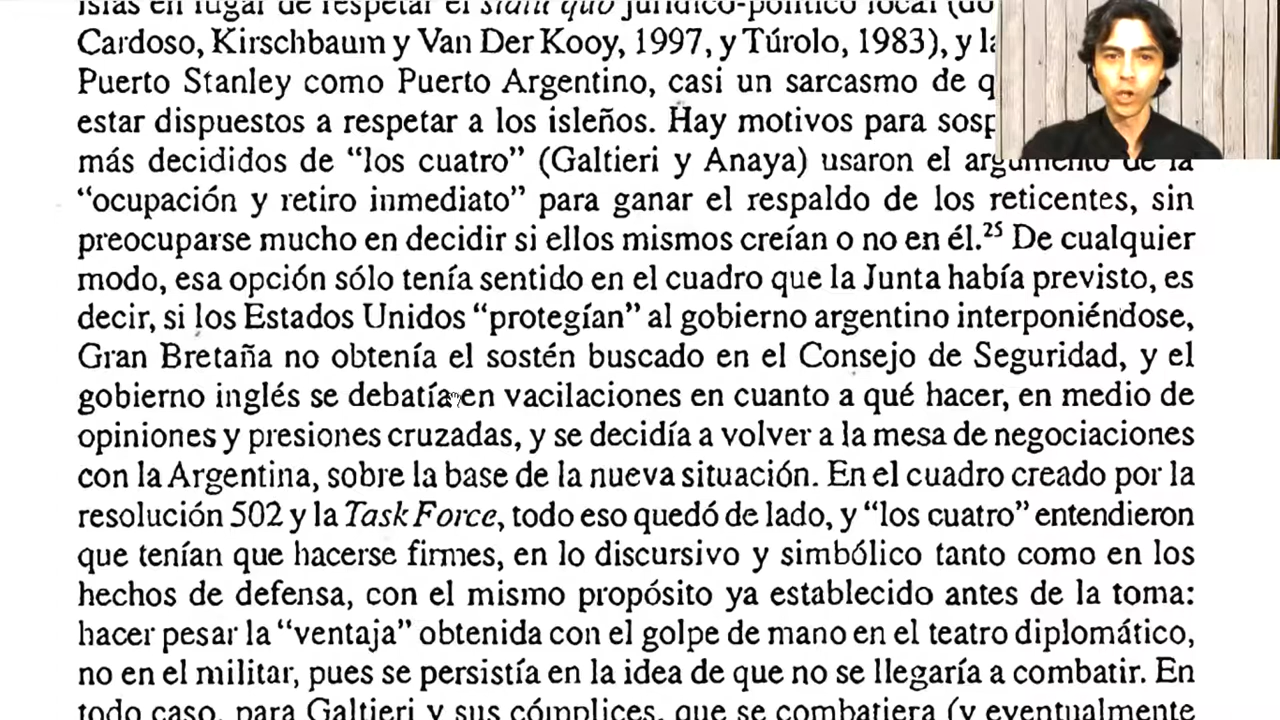 islas en lugar de respetar el statu quo jurídico-político local (do
Cardoso, Kirschbaum y Van Der Kooy, 1997, y Túrolo, 1983), y la
Puerto Stanley como Puerto Argentino, casi un sarcasmo de q
estar dispuestos a respetar a los isleños. Hay motivos para sosp
más decididos de “los cuatro” (Galtieri y Anaya) usaron el argumento de la
“ocupación y retiro inmediato” para ganar el respaldo de los reticentes, sin
preocuparse mucho en decidir si ellos mismos creían o no en él.²⁵ De cualquier
modo, esa opción sólo tenía sentido en el cuadro que la Junta había previsto, es
decir, si los Estados Unidos “protegían” al gobierno argentino interponiéndose,
Gran Bretaña no obtenía el sostén buscado en el Consejo de Seguridad, y el
gobierno inglés se debatía en vacilaciones en cuanto a qué hacer, en medio de
opiniones y presiones cruzadas, y se decidía a volver a la mesa de negociaciones
con la Argentina, sobre la base de la nueva situación. En el cuadro creado por la
resolución 502 y la Task Force, todo eso quedó de lado, y “los cuatro” entendieron
que tenían que hacerse firmes, en lo discursivo y simbólico tanto como en los
hechos de defensa, con el mismo propósito ya establecido antes de la toma:
hacer pesar la “ventaja” obtenida con el golpe de mano en el teatro diplomático,
no en el militar, pues se persistía en la idea de que no se llegaría a combatir. En
todo caso, para Galtieri y sus cómplices, que se combatiera (y eventualmente